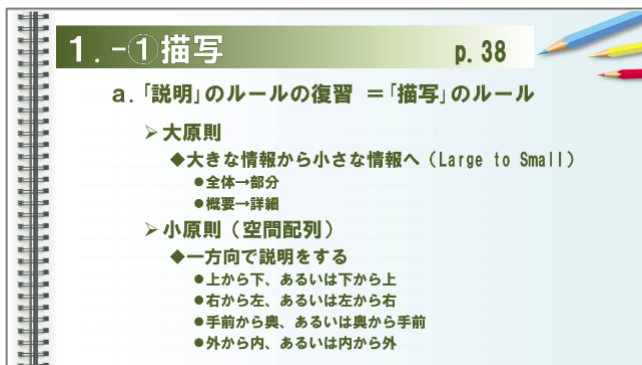 1. -①描写 p. 38
a.「説明」のルールの復習 =「描写」のルール
➢大原則
◆大きな情報から小さな情報へ（Large to Small）
●全体→部分
●概要→詳細
➢小原則（空間配列）
◆一方向で説明をする
●上から下、あるいは下から上
●右から左、あるいは左から右
●手前から奥、あるいは奥から手前
●外から内、あるいは内から外